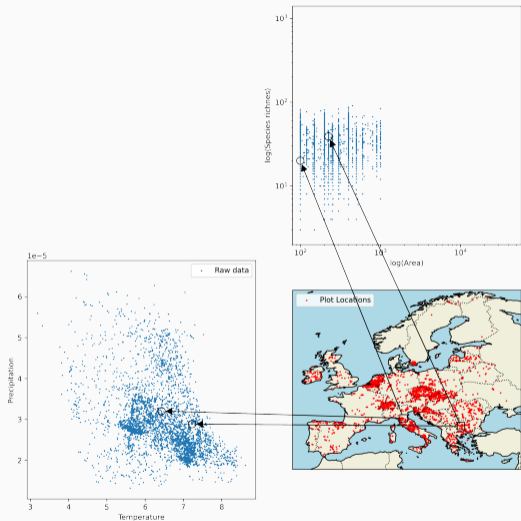 10¹
10²
10¹
log(Species richnes)
10² 10³ 10⁴
log(Area)
1e−5
Raw data
6
5
4
3
2
Precipitation
3 4 5 6 7 8
Temperature
Plot Locations